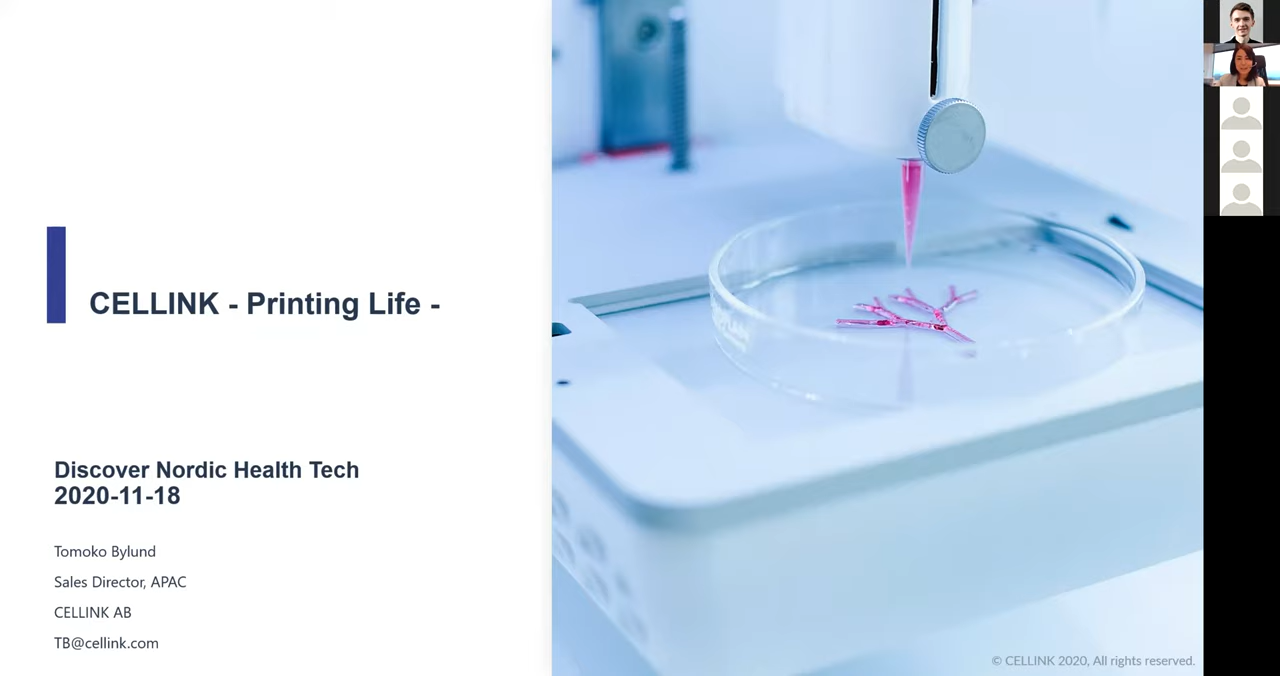 CELLINK - Printing Life -
Discover Nordic Health Tech
2020-11-18
Tomoko Bylund
Sales Director, APAC
CELLINK AB
TB@cellink.com
© CELLINK 2020, All rights reserved.